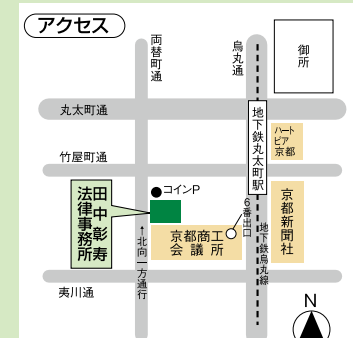 アクセス
両替町通
烏丸通
御所
丸太町通
地下鉄丸太町駅
ハート
ピア
京都
竹屋町通
コインP
田中彰寿
法律事務所
6番出口
京都新聞社
京都商工
会議所
↑北向一方通行
地下鉄烏丸線
夷川通
N